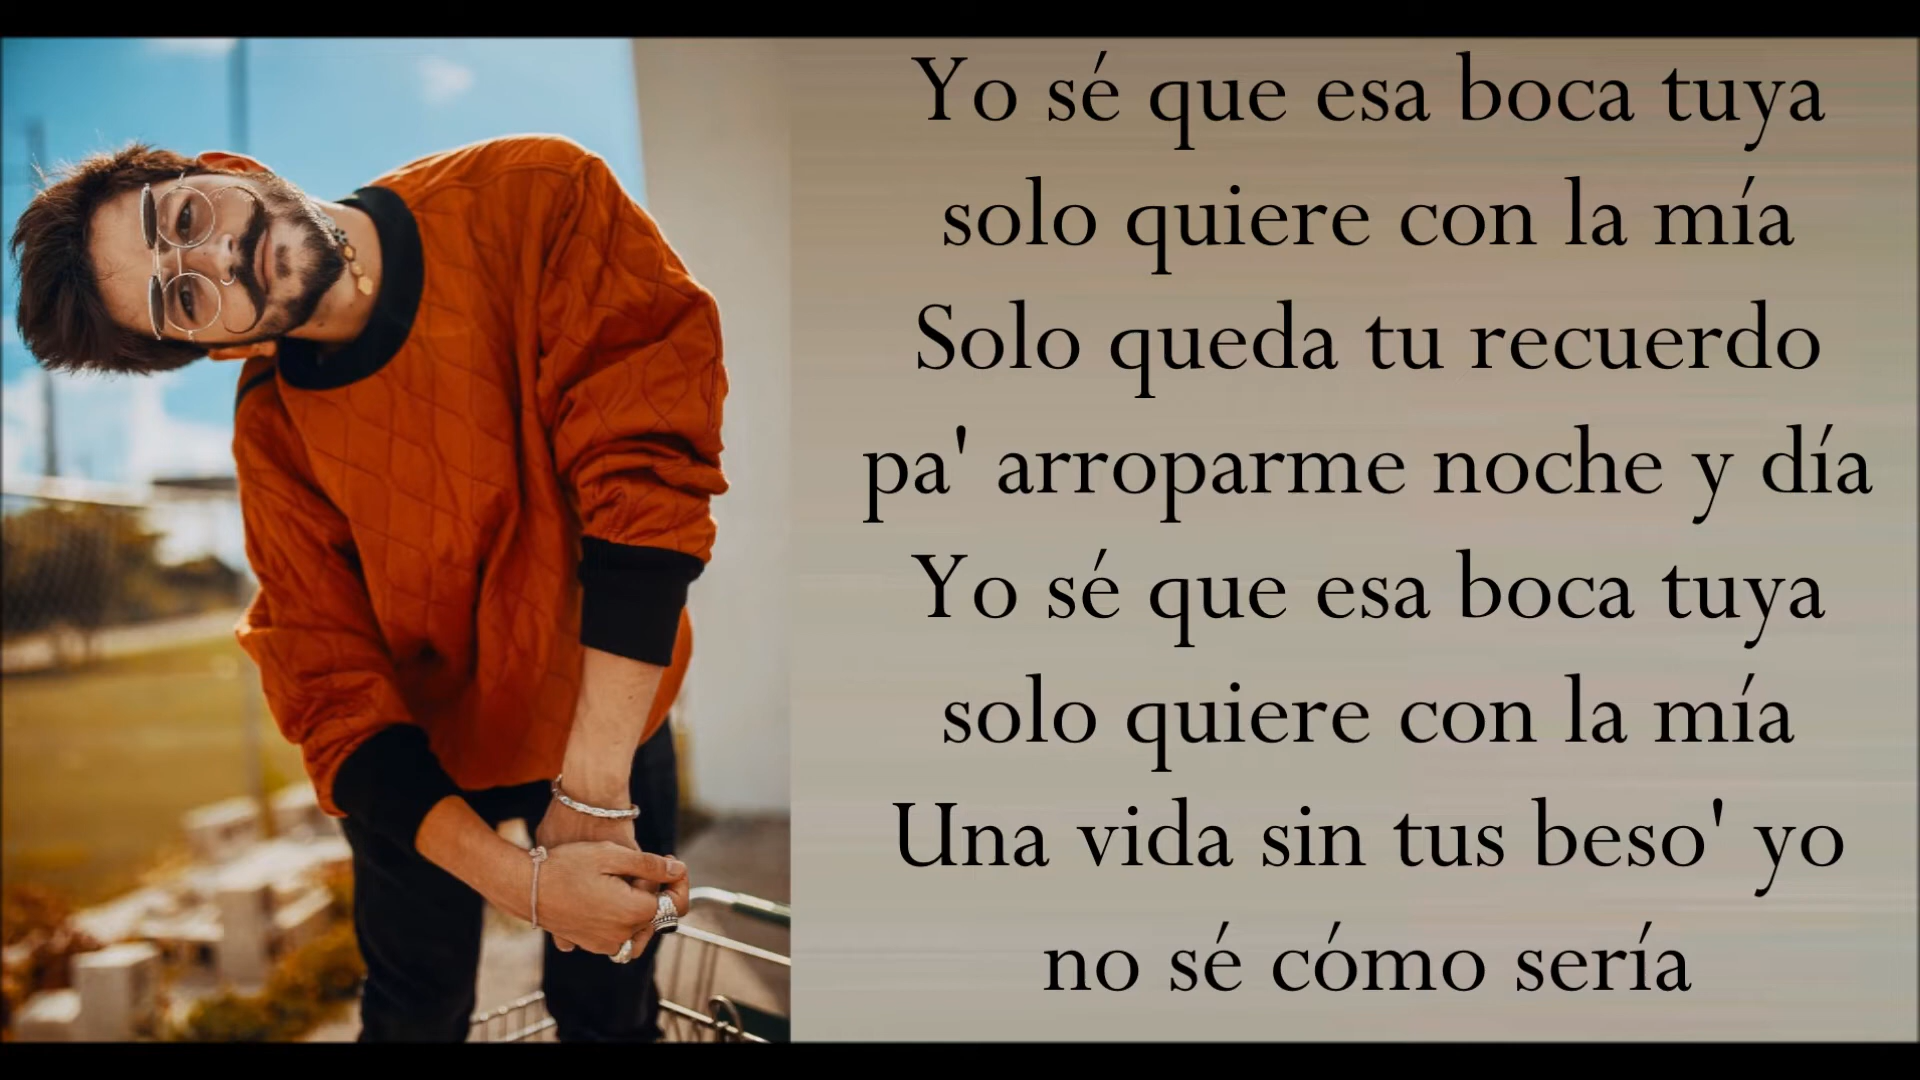 Yo sé que esa boca tuya
solo quiere con la mía
Solo queda tu recuerdo
pa' arroparme noche y día
Yo sé que esa boca tuya
solo quiere con la mía
Una vida sin tus beso' yo
no sé cómo sería